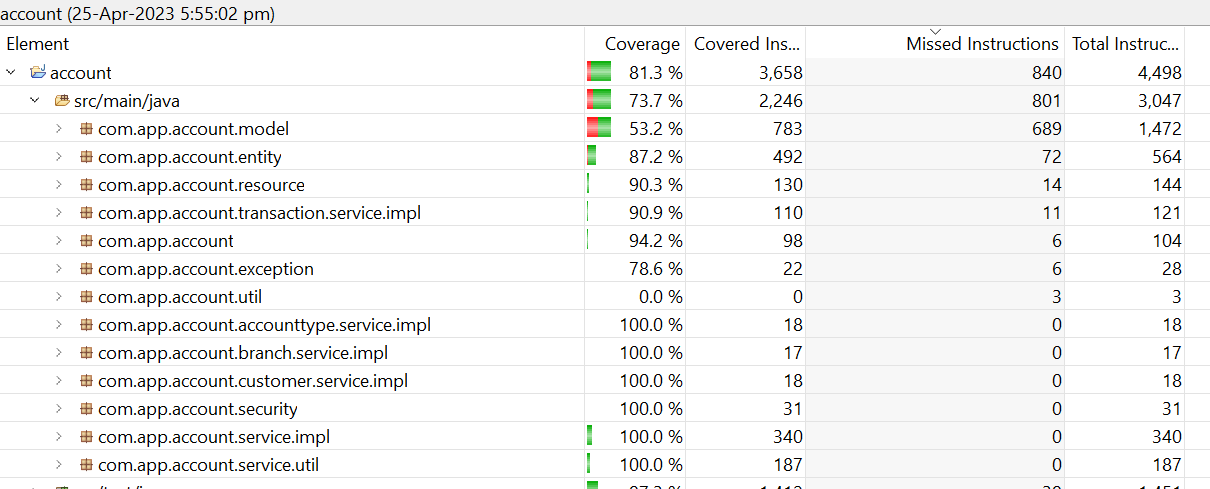 account (25-Apr-2023 5:55:02 pm)
Element Coverage Covered Ins... Missed Instructions Total Instruc...
account 81.3 % 3,658 840 4,498
src/main/java 73.7 % 2,246 801 3,047
com.app.account.model 53.2 % 783 689 1,472
com.app.account.entity 87.2 % 492 72 564
com.app.account.resource 90.3 % 130 14 144
com.app.account.transaction.service.impl 90.9 % 110 11 121
com.app.account 94.2 % 98 6 104
com.app.account.exception 78.6 % 22 6 28
com.app.account.util 0.0 % 0 3 3
com.app.account.accounttype.service.impl 100.0 % 18 0 18
com.app.account.branch.service.impl 100.0 % 17 0 17
com.app.account.customer.service.impl 100.0 % 18 0 18
com.app.account.security 100.0 % 31 0 31
com.app.account.service.impl 100.0 % 340 0 340
com.app.account.service.util 100.0 % 187 0 187